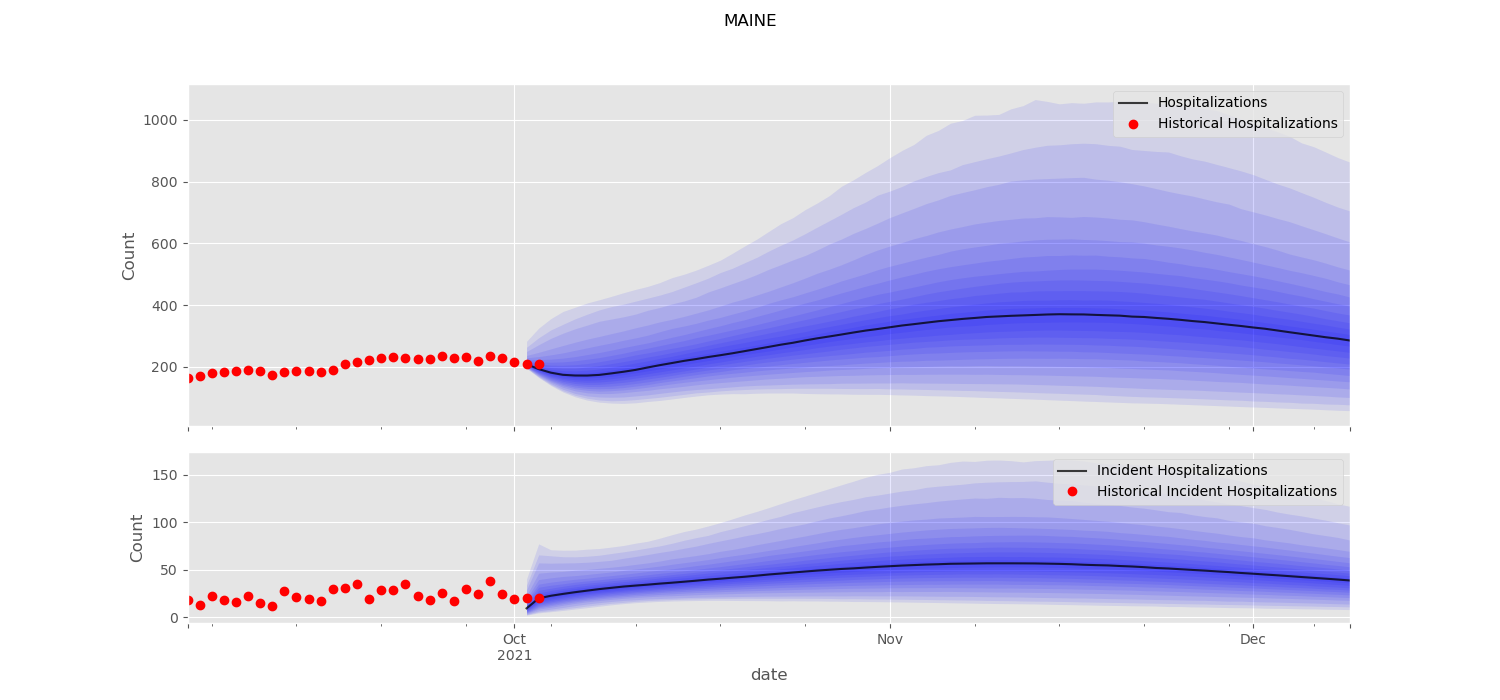 MAINE
1000
800
600
400
200
Count
Hospitalizations
Historical Hospitalizations
150
100
50
0
Count
Incident Hospitalizations
Historical Incident Hospitalizations
Oct
2021
Nov
Dec
date